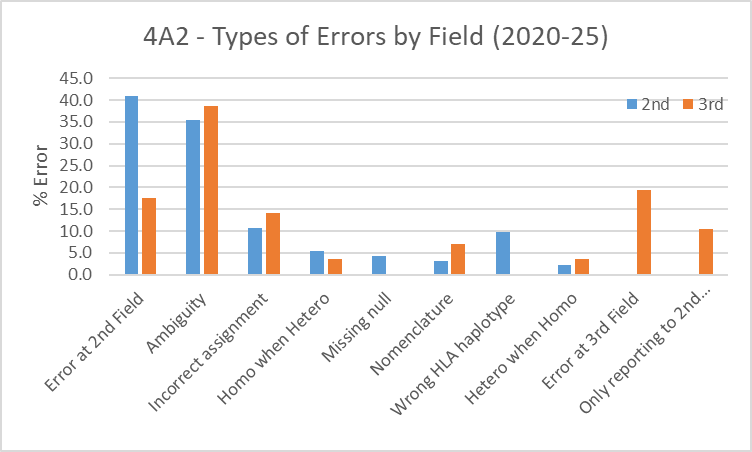 4A2 - Types of Errors by Field (2020-25)
45.0
40.0
35.0
30.0
25.0
20.0
15.0
10.0
5.0
0.0
% Error
2nd 3rd
Error at 2nd Field
Ambiguity
Incorrect assignment
Homo when Hetero
Missing null
Nomenclature
Wrong HLA haplotype
Hetero when Homo
Error at 3rd Field
Only reporting to 2nd...